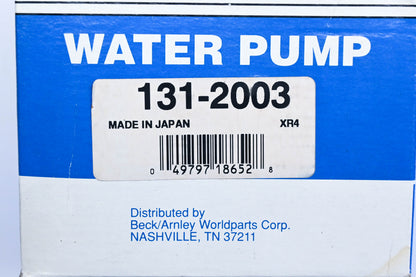 WATER PUMP
131-2003
MADE IN JAPAN XR4
0 49797 18652 8
Distributed by
Beck/Arnley Worldparts Corp.
NASHVILLE, TN 37211